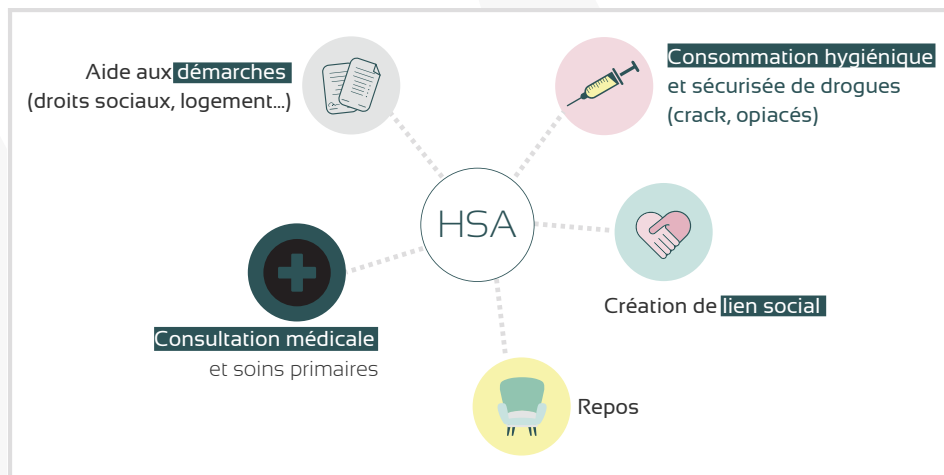 Aide aux démarches
(droits sociaux, logement...)
Consommation hygiénique
et sécurisée de drogues
(crack, opiacés)
HSA
Création de lien social
Consultation médicale
et soins primaires
Repos